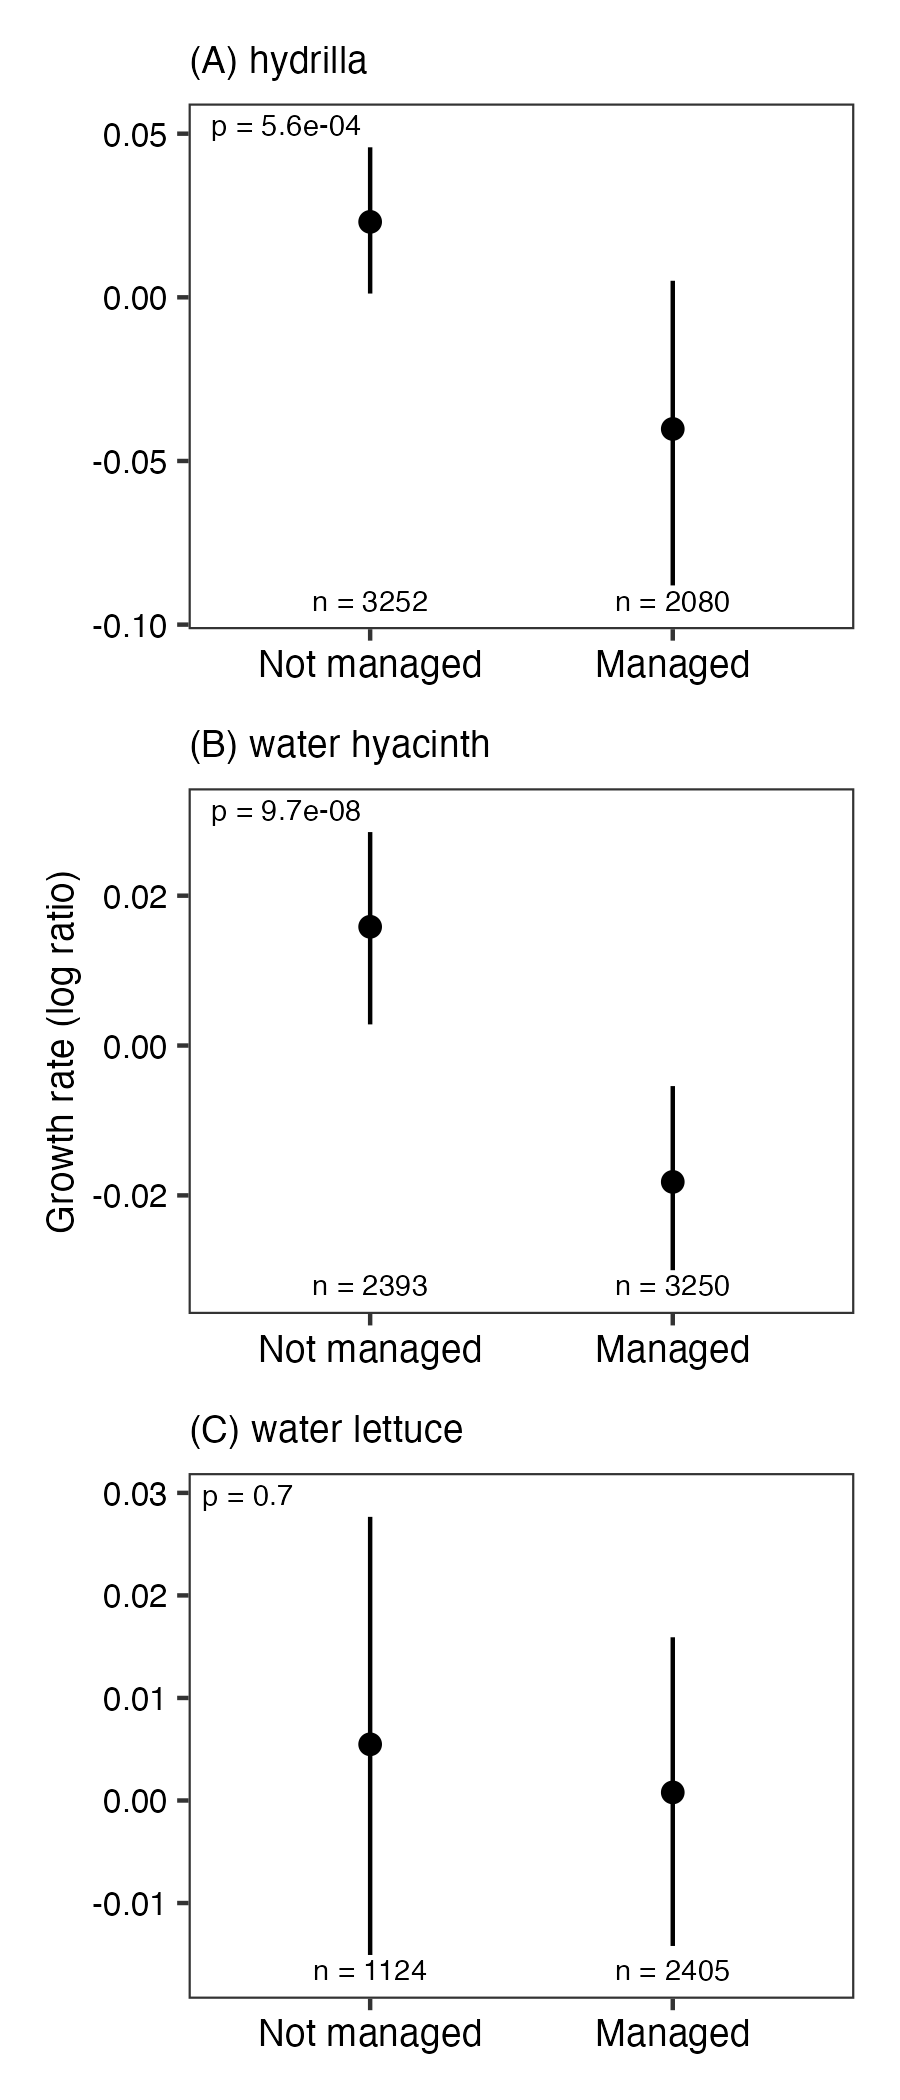 (A) hydrilla
p = 5.6e-04
0.05
0.00
-0.05
-0.10
n = 3252
n = 2080
Not managed
Managed
(B) water hyacinth
p = 9.7e-08
Growth rate (log ratio)
0.02
0.00
-0.02
n = 2393
n = 3250
Not managed
Managed
(C) water lettuce
p = 0.7
0.03
0.02
0.01
0.00
-0.01
n = 1124
n = 2405
Not managed
Managed